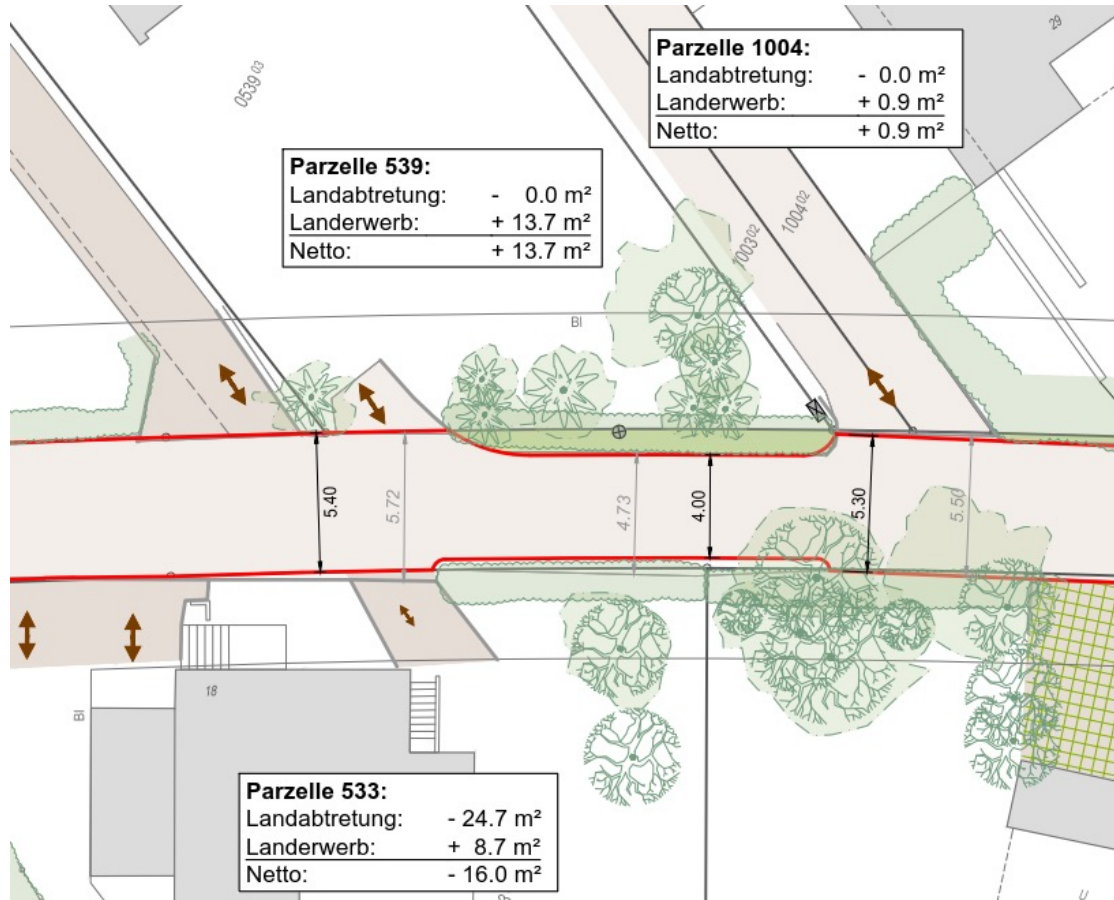 29
Parzelle 1004:
Landabtretung: - 0.0 m²
Landerwerb: + 0.9 m²
Netto: + 0.9 m²
0539 03
Parzelle 539:
Landabtretung: - 0.0 m²
Landerwerb: + 13.7 m²
Netto: + 13.7 m²
1003 02
1004 02
Bl
5.40
5.72
4.73
4.00
5.30
5.50
18
Bl
Parzelle 533:
Landabtretung: - 24.7 m²
Landerwerb: + 8.7 m²
Netto: - 16.0 m²
U